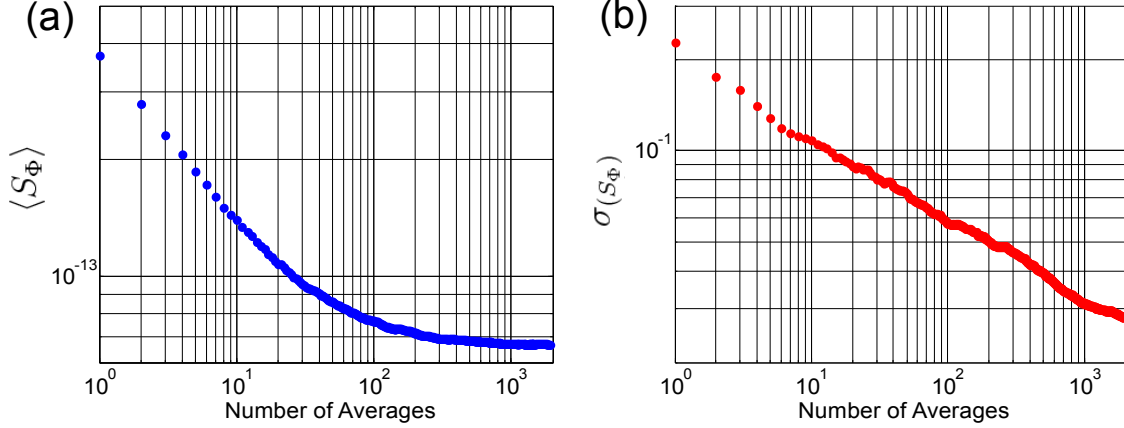 (a)
⟨S_Φ⟩
10^-13
10^0 10^1 10^2 10^3
Number of Averages
(b)
σ_(S_Φ)
10^-1
10^0 10^1 10^2 10^3
Number of Averages